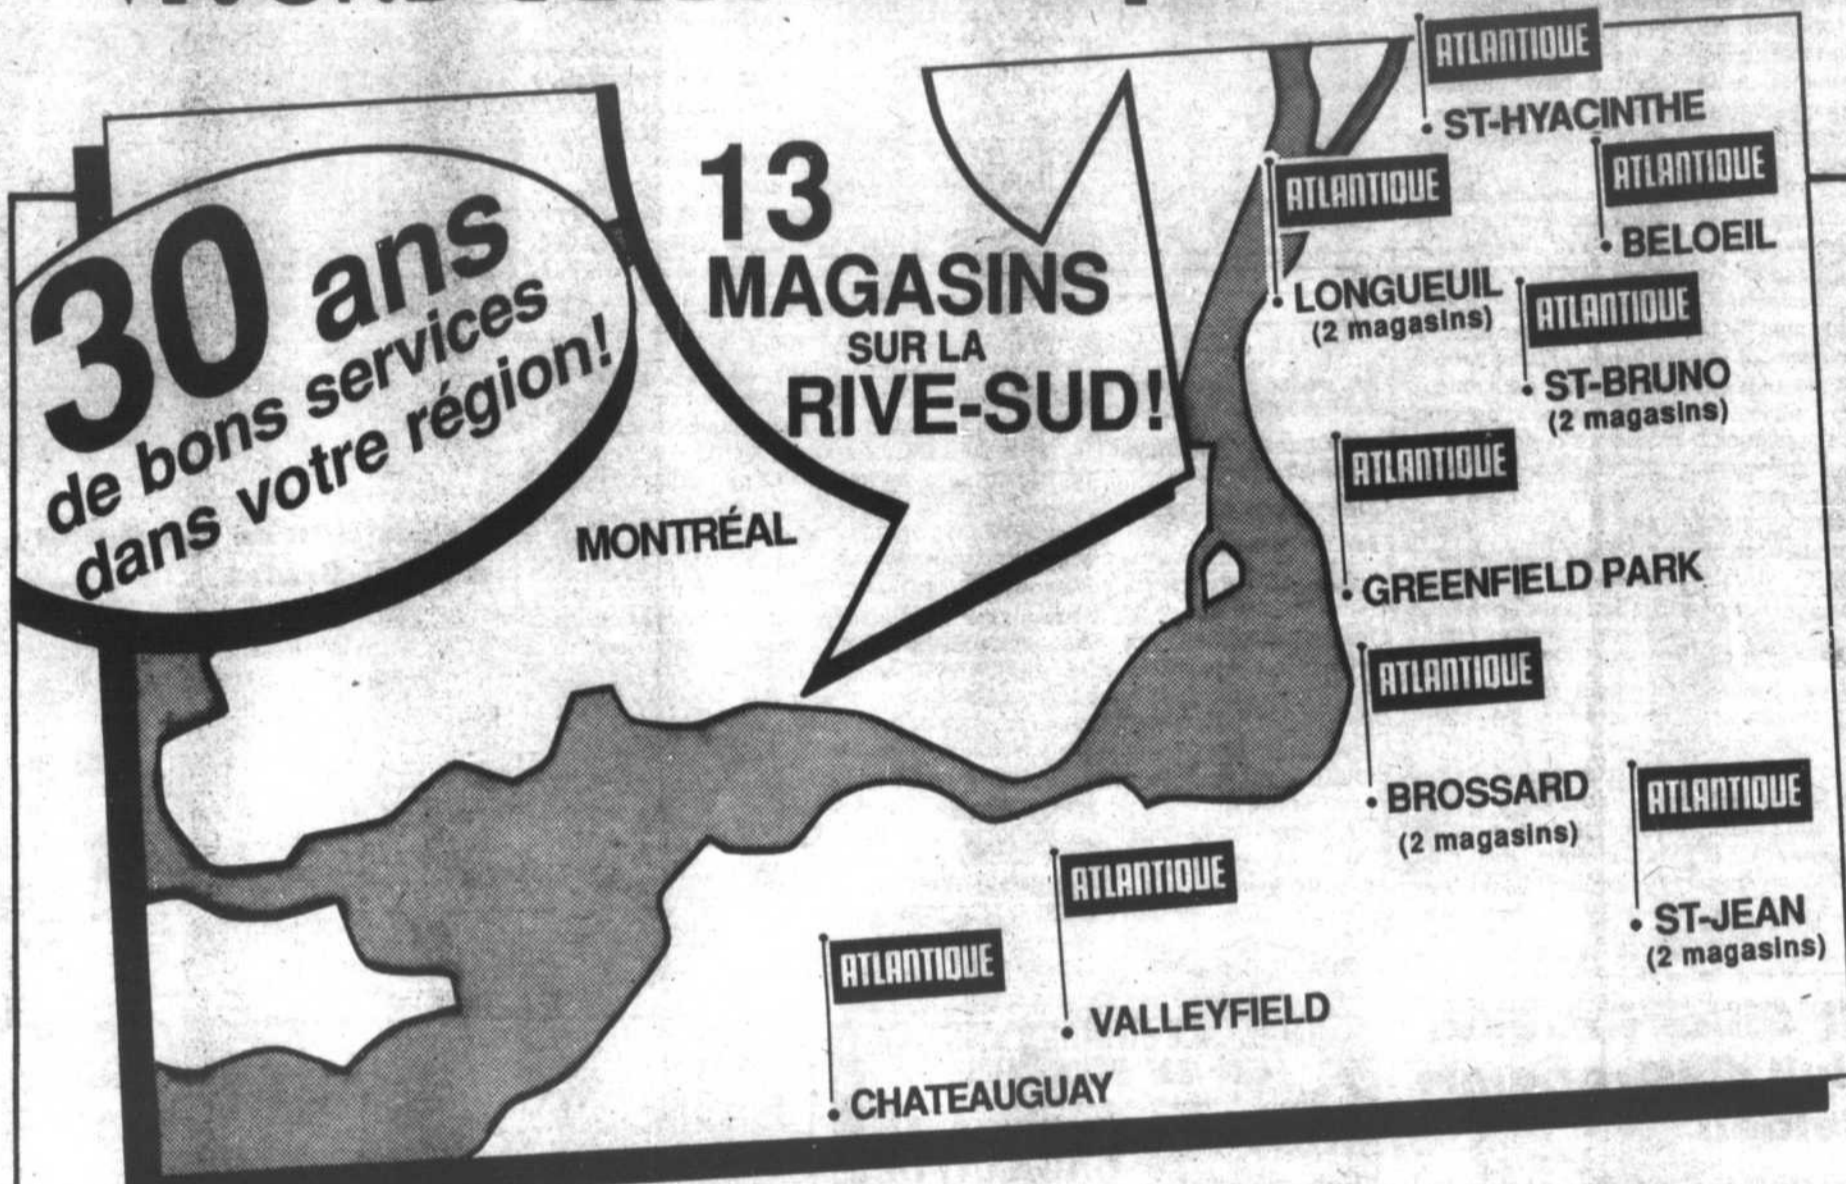 30 ans
de bons services
dans votre région!
13
MAGASINS
SUR LA
RIVE-SUD!
MONTRÉAL
ATLANTIQUE
ST-HYACINTHE
ATLANTIQUE
BELOEIL
ATLANTIQUE
LONGUEUIL
(2 magasins)
ATLANTIQUE
ST-BRUNO
(2 magasins)
ATLANTIQUE
GREENFIELD PARK
ATLANTIQUE
BROSSARD
(2 magasins)
ATLANTIQUE
ST-JEAN
(2 magasins)
ATLANTIQUE
VALLEYFIELD
ATLANTIQUE
CHATEAUGUAY